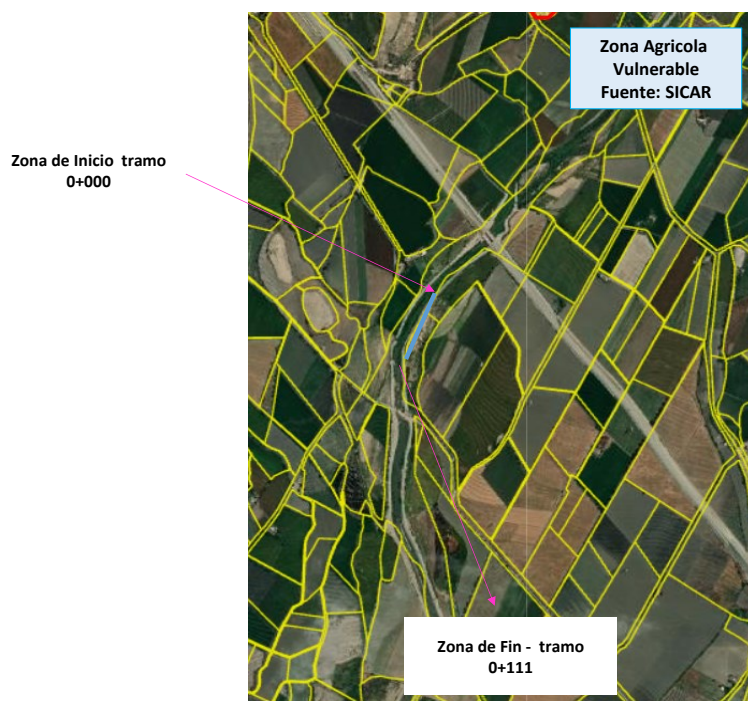 Zona Agricola
Vulnerable
Fuente: SICAR
Zona de Inicio  tramo
0+000
Zona de Fin -  tramo
0+111